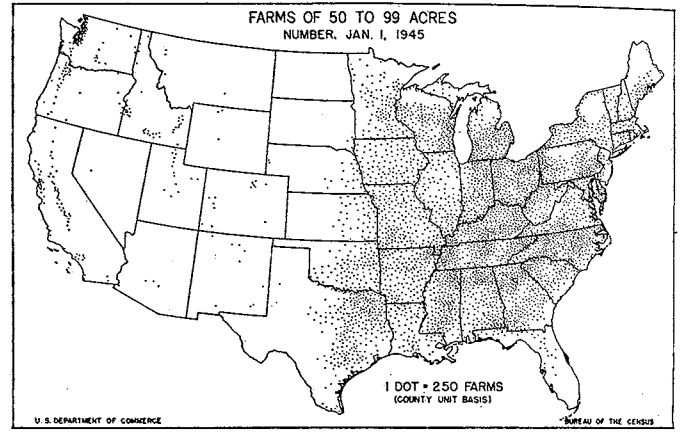 FARMS OF 50 TO 99 ACRES
NUMBER, JAN. 1, 1945
1 DOT = 250 FARMS
(COUNTY UNIT BASIS)
U. S. DEPARTMENT OF COMMERCE
BUREAU OF THE CENSUS